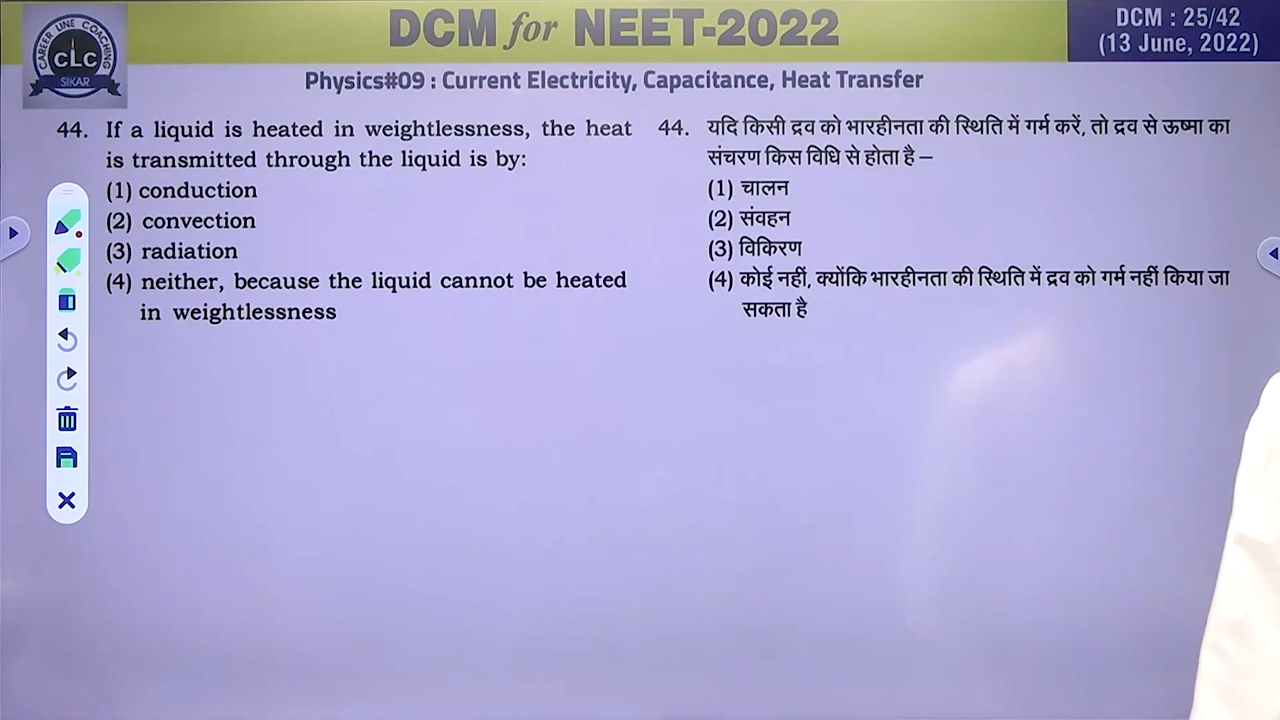 DCM for NEET-2022
DCM : 25/42
(13 June, 2022)
CAREER LINE COACHING
CLC
SIKAR
Physics#09 : Current Electricity, Capacitance, Heat Transfer
44. If a liquid is heated in weightlessness, the heat
is transmitted through the liquid is by:
(1) conduction
(2) convection
(3) radiation
(4) neither, because the liquid cannot be heated
in weightlessness
44. यदि किसी द्रव को भारहीनता की स्थिति में गर्म करें, तो द्रव से ऊष्मा का
संचरण किस विधि से होता है –
(1) चालन
(2) संवहन
(3) विकिरण
(4) कोई नहीं, क्योंकि भारहीनता की स्थिति में द्रव को गर्म नहीं किया जा
सकता है